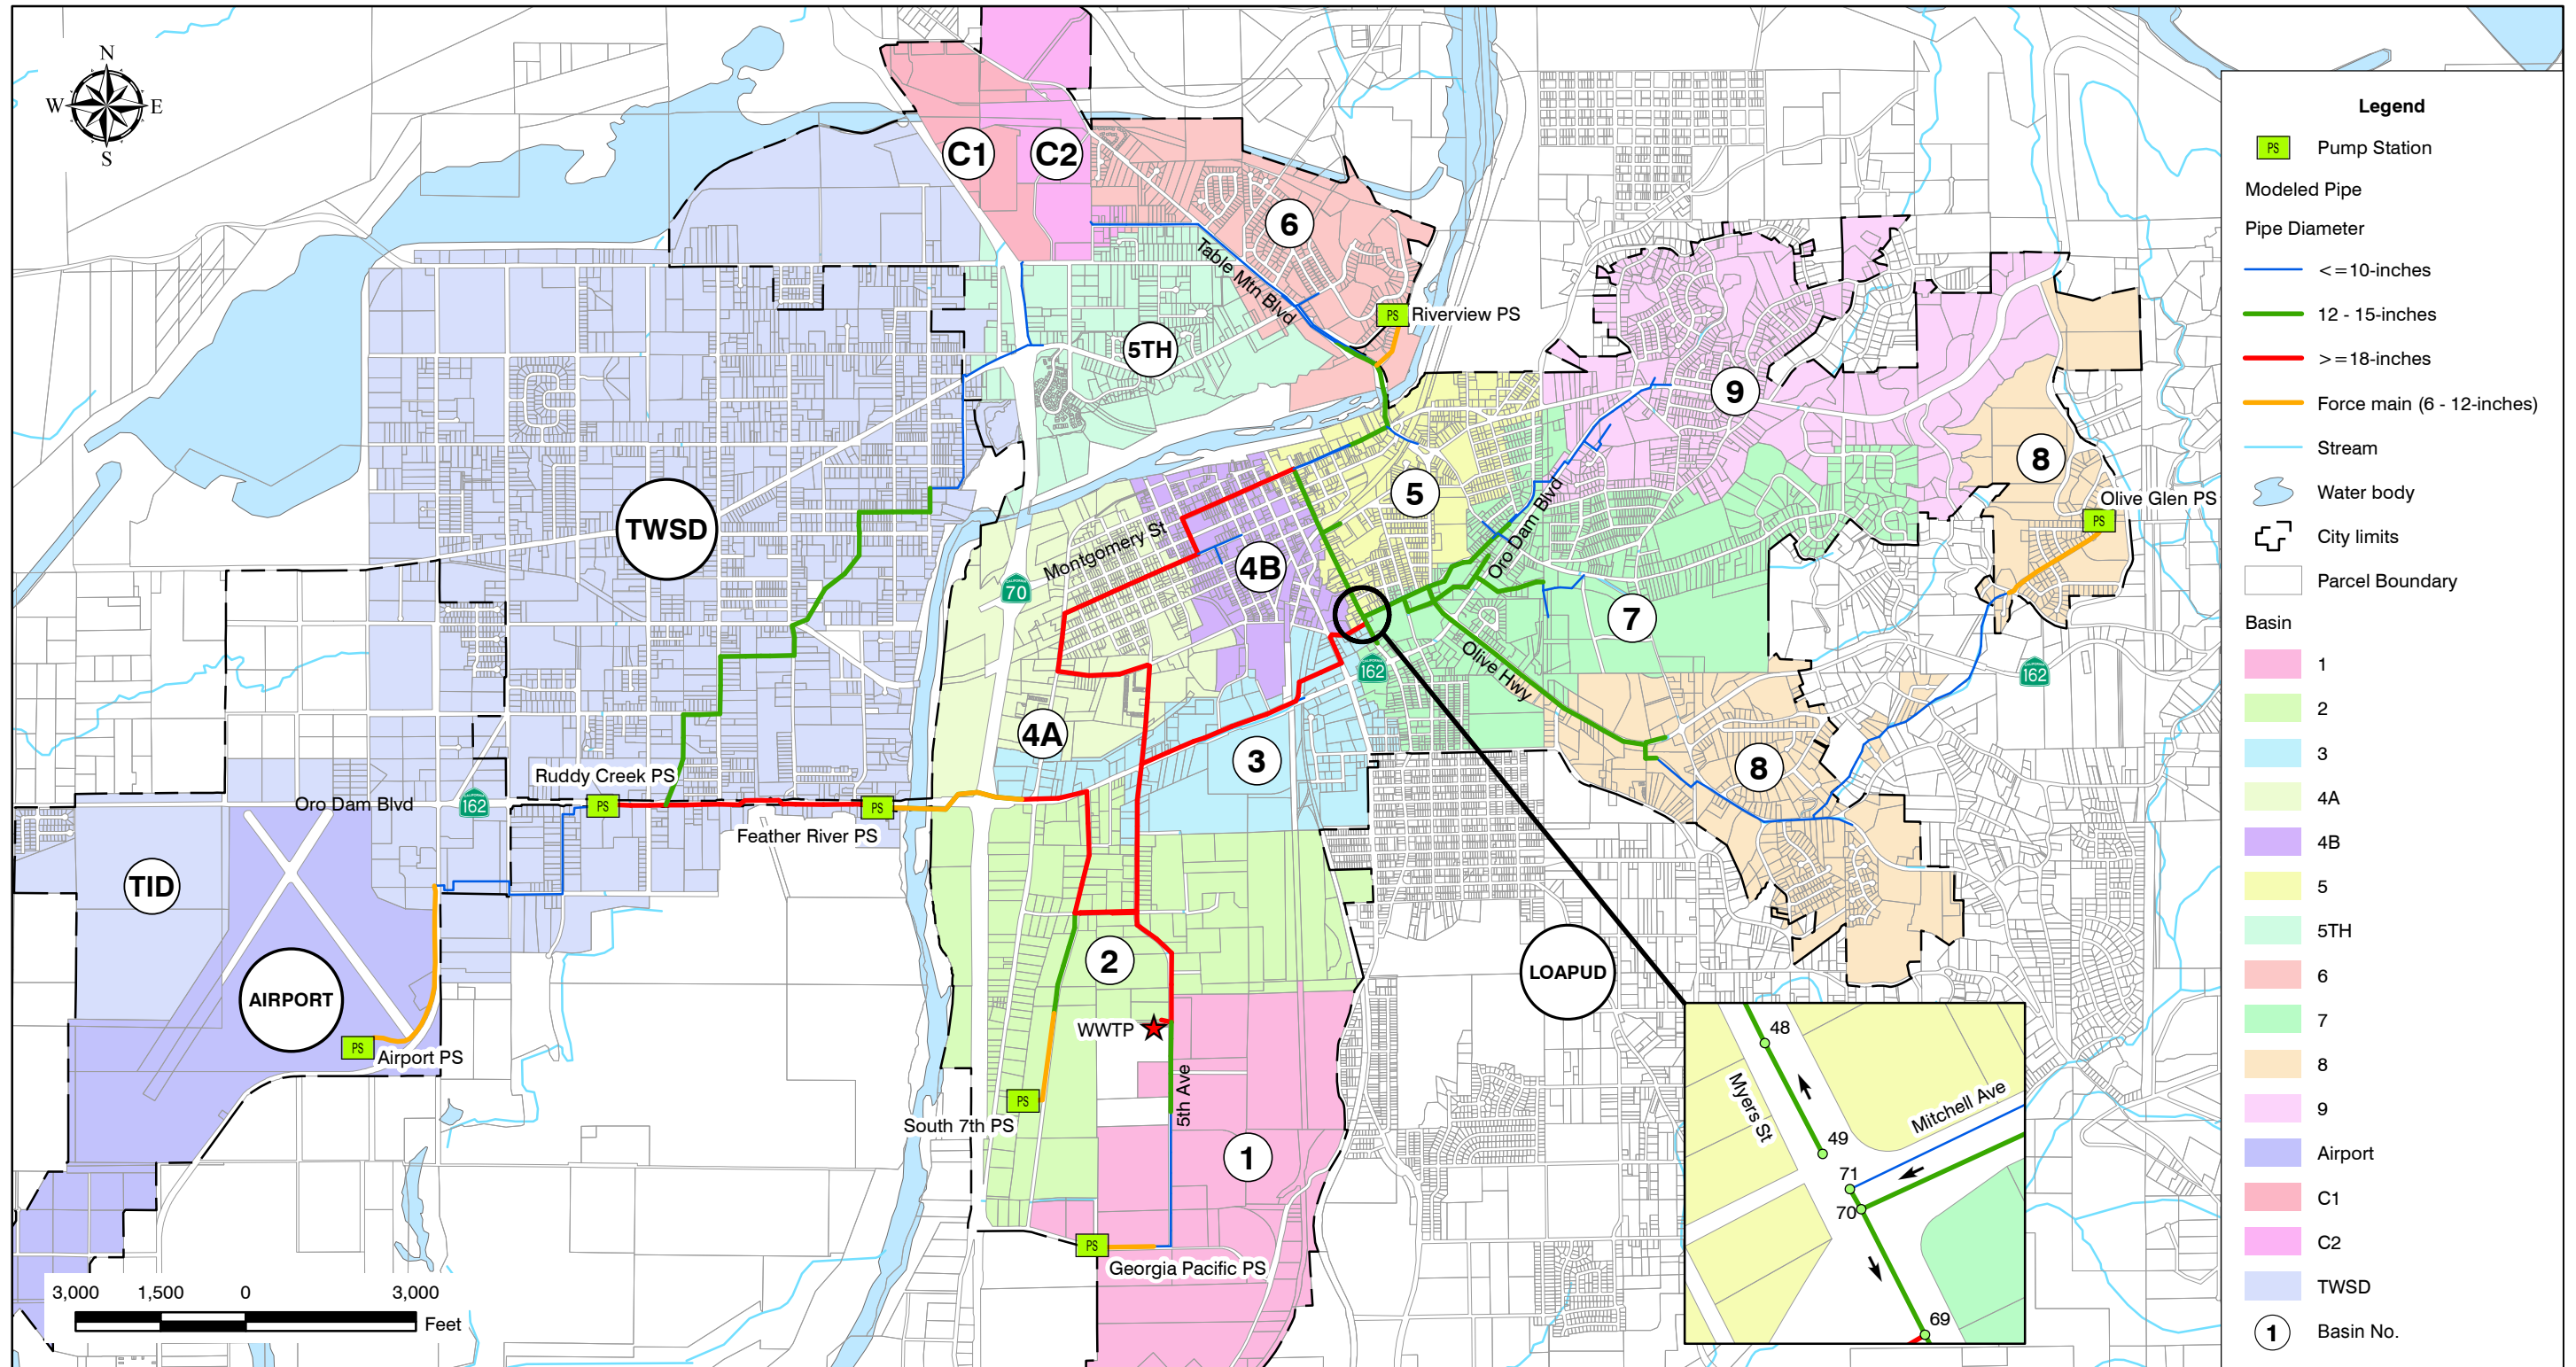 N
W E
S
C1
C2
6
Table Mtn Blvd
PS
Riverview PS
5TH
9
8
Olive Glen PS
PS
5
TWSD
Montgomery St
4B
Oro Dam Blvd
CALIFORNIA
70
7
CALIFORNIA
162
Olive Hwy
CALIFORNIA
162
4A
3
8
Ruddy Creek PS
PS
Oro Dam Blvd
CALIFORNIA
162
PS
Feather River PS
TID
2
LOAPUD
AIRPORT
WWTP
PS
Airport PS
5th Ave
PS
South 7th PS
1
PS
Georgia Pacific PS
3,000 1,500 0 3,000
Feet
48
Myers St
49
Mitchell Ave
71
70
69
Legend
PS Pump Station
Modeled Pipe
Pipe Diameter
<=10-inches
12 - 15-inches
>=18-inches
Force main (6 - 12-inches)
Stream
Water body
City limits
Parcel Boundary
Basin
1
2
3
4A
4B
5
5TH
6
7
8
9
Airport
C1
C2
TWSD
1 Basin No.